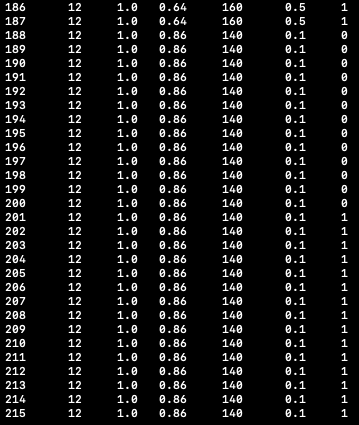 186 12 1.0 0.64 160 0.5 1
187 12 1.0 0.64 160 0.5 1
188 12 1.0 0.86 140 0.1 0
189 12 1.0 0.86 140 0.1 0
190 12 1.0 0.86 140 0.1 0
191 12 1.0 0.86 140 0.1 0
192 12 1.0 0.86 140 0.1 0
193 12 1.0 0.86 140 0.1 0
194 12 1.0 0.86 140 0.1 0
195 12 1.0 0.86 140 0.1 0
196 12 1.0 0.86 140 0.1 0
197 12 1.0 0.86 140 0.1 0
198 12 1.0 0.86 140 0.1 0
199 12 1.0 0.86 140 0.1 0
200 12 1.0 0.86 140 0.1 0
201 12 1.0 0.86 140 0.1 1
202 12 1.0 0.86 140 0.1 1
203 12 1.0 0.86 140 0.1 1
204 12 1.0 0.86 140 0.1 1
205 12 1.0 0.86 140 0.1 1
206 12 1.0 0.86 140 0.1 1
207 12 1.0 0.86 140 0.1 1
208 12 1.0 0.86 140 0.1 1
209 12 1.0 0.86 140 0.1 1
210 12 1.0 0.86 140 0.1 1
211 12 1.0 0.86 140 0.1 1
212 12 1.0 0.86 140 0.1 1
213 12 1.0 0.86 140 0.1 1
214 12 1.0 0.86 140 0.1 1
215 12 1.0 0.86 140 0.1 1